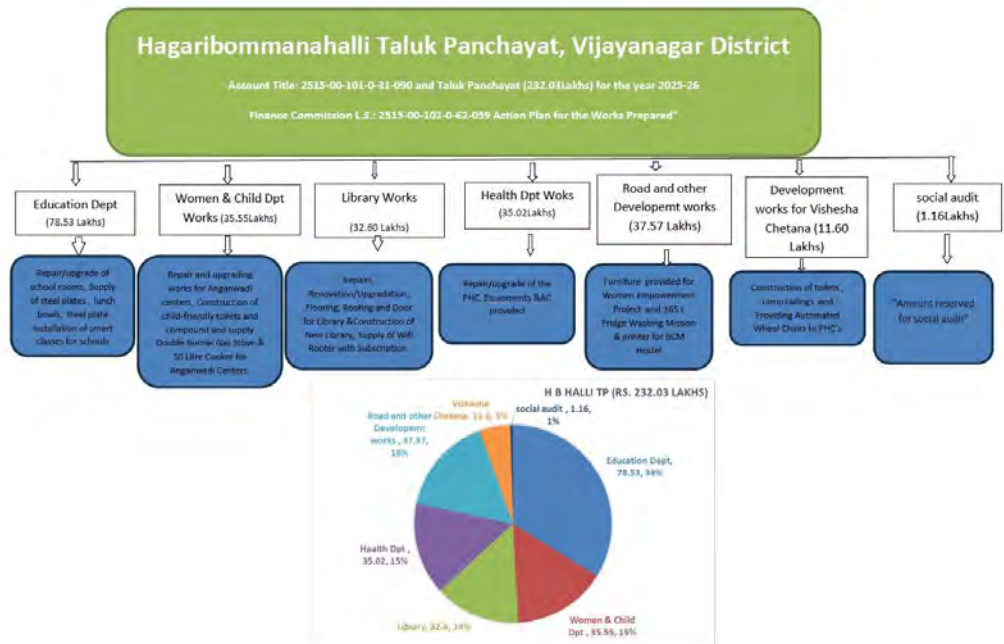 Hagaribommanahalli Taluk Panchayat, Vijayanagar District
Account Title: 2515-00-101-0-31-090 and Taluk Panchayat (232.03Lakhs) for the year 2025-26
Finance Commission L.S.: 2515-00-102-0-62-059 Action Plan for the Works Prepared"
Education Dept
(78.53 Lakhs)
Women & Child Dpt
Works (35.55Lakhs)
Library Works
(32.60 Lakhs)
Health Dpt Woks
(35.02Lakhs)
Road and other
Developemt works
(37.57 Lakhs)
Development
works for Vishesha
Chetana (11.60
Lakhs)
social audit
(1.16Lakhs)
Repair/upgrade of
school rooms, Supply
of steel plates , lunch
bowls, Steel plate
installation of smart
classes for schools
Repair and upgrading
works for Anganwadi
centers, Construction of
child-friendly toilets and
compound and supply
Double Burner Gas Stove &
50 Litre Cooker for
Anganwadi Centers.
Repairs,
Renovation/Upgradation,
Flooring, Roofing and Door
for Library &Construction of
New Library, Supply of Wifi
Rooter with Subscription.
Repair/upgrade of the
PHC, Equipments &AC
provided
Furniture provided for
Women Empowerment
Project and 365 L
Fridge Washing Mission
& printer for BCM
Hostel
Construction of toilets,
ramp railings and
Providing Automated
Wheel Chairs to PHC's
"Amount reserved
for social audit"
H B HALLI TP (RS. 232.03 LAKHS)
Vishesha
Chetana, 11.6, 5%
social audit , 1.16,
1%
Road and other
Developemt
works , 37.57,
16%
Education Dept,
78.53, 34%
Health Dpt ,
35.02, 15%
Library, 32.6, 14%
Women & Child
Dpt , 35.55, 15%